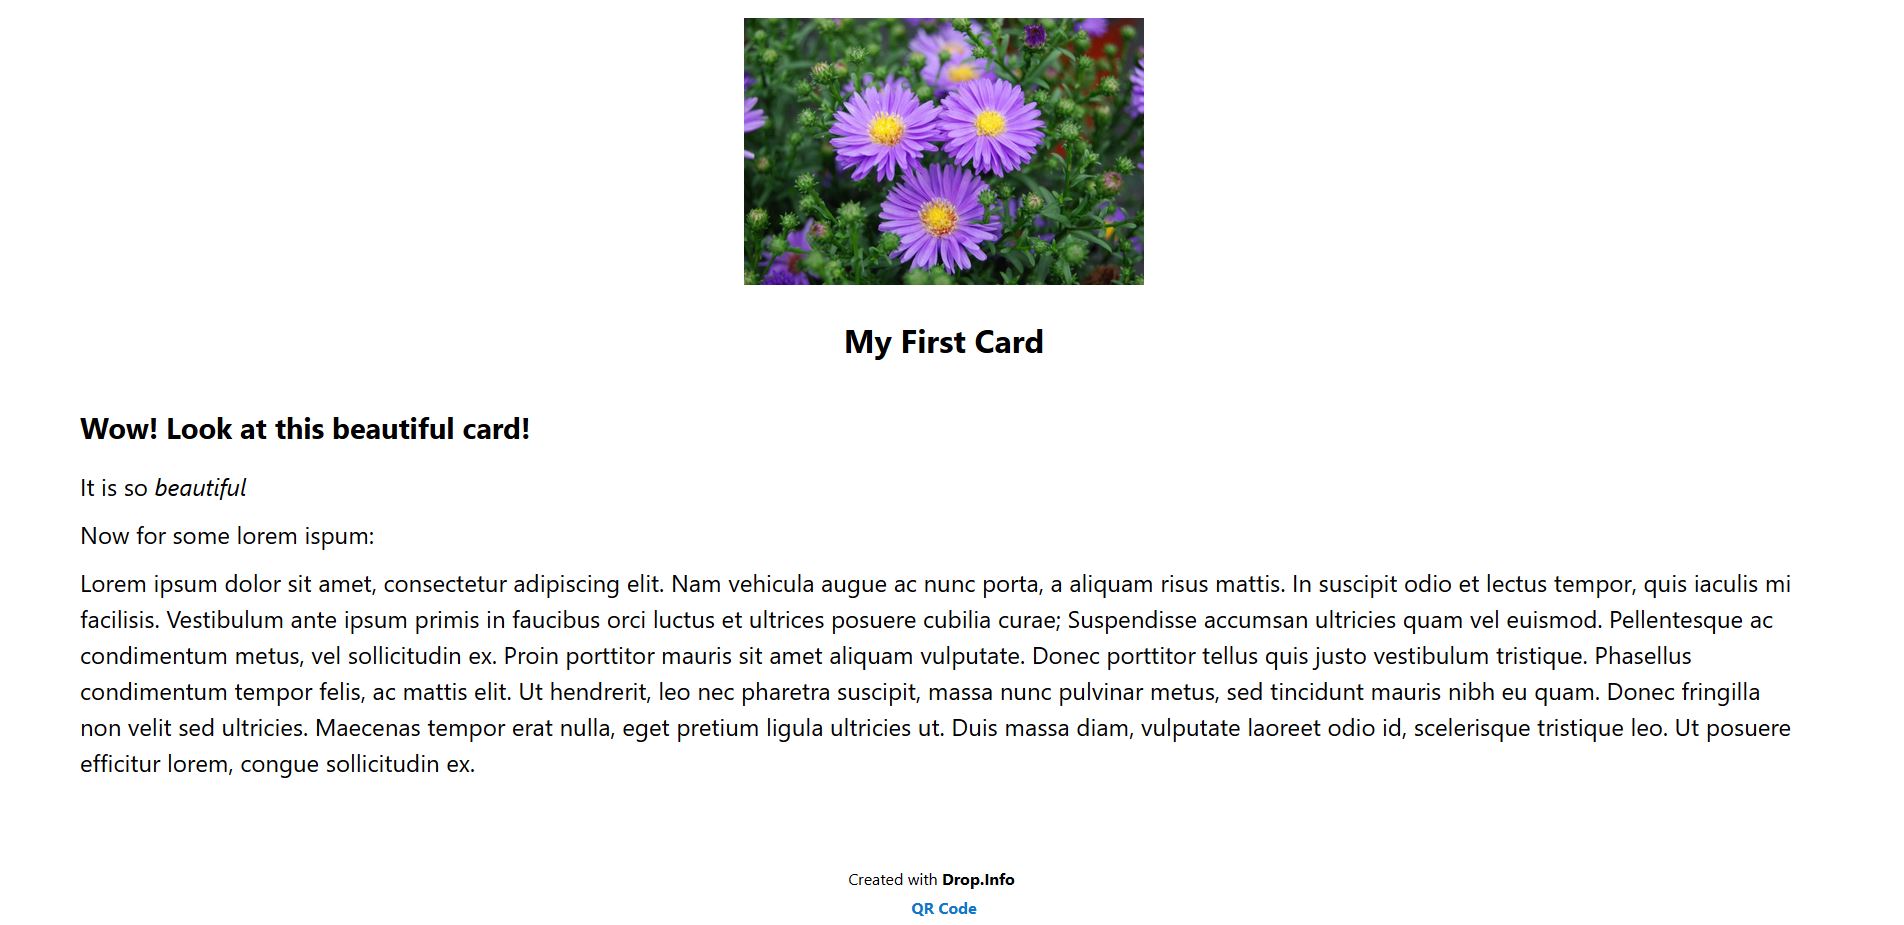 My First Card
Wow! Look at this beautiful card!
It is so beautiful
Now for some lorem ispum:
Lorem ipsum dolor sit amet, consectetur adipiscing elit. Nam vehicula augue ac nunc porta, a aliquam risus mattis. In suscipit odio et lectus tempor, quis iaculis mi
facilisis. Vestibulum ante ipsum primis in faucibus orci luctus et ultrices posuere cubilia curae; Suspendisse accumsan ultricies quam vel euismod. Pellentesque ac
condimentum metus, vel sollicitudin ex. Proin porttitor mauris sit amet aliquam vulputate. Donec porttitor tellus quis justo vestibulum tristique. Phasellus
condimentum tempor felis, ac mattis elit. Ut hendrerit, leo nec pharetra suscipit, massa nunc pulvinar metus, sed tincidunt mauris nibh eu quam. Donec fringilla
non velit sed ultricies. Maecenas tempor erat nulla, eget pretium ligula ultricies ut. Duis massa diam, vulputate laoreet odio id, scelerisque tristique leo. Ut posuere
efficitur lorem, congue sollicitudin ex.
Created with Drop.Info
QR Code